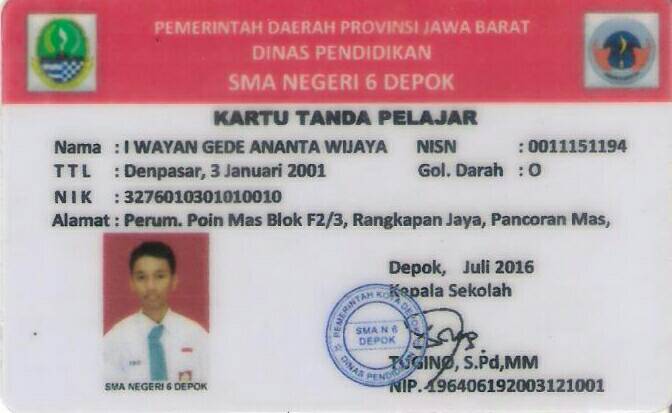 PEMERINTAH DAERAH PROVINSI JAWA BARAT
DINAS PENDIDIKAN
SMA NEGERI 6 DEPOK
KARTU TANDA PELAJAR
Nama : I WAYAN GEDE ANANTA WIJAYA NISN : 0011151194
TTL : Denpasar, 3 Januari 2001 Gol. Darah : O
NIK : 3276010301010010
Alamat : Perum. Poin Mas Blok F2/3, Rangkapan Jaya, Pancoran Mas,
Depok, Juli 2016
Kepala Sekolah
PEMERINTAH KOTA DEPOK
SMA N 6
DEPOK
DINAS PENDIDIKAN
TUGINO, S.Pd,MM
NIP. 196406192003121001
SMA NEGERI 6 DEPOK